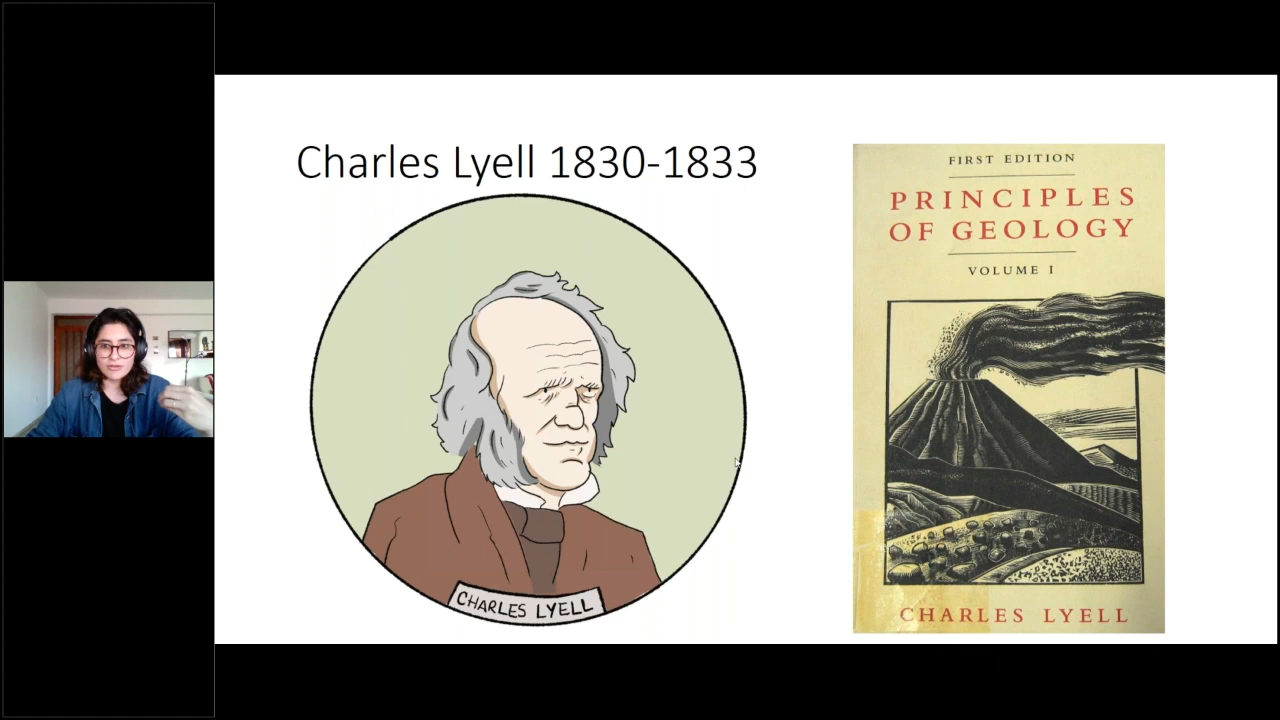 Charles Lyell 1830-1833
CHARLES LYELL
FIRST EDITION
PRINCIPLES
OF GEOLOGY
VOLUME I
CHARLES LYELL